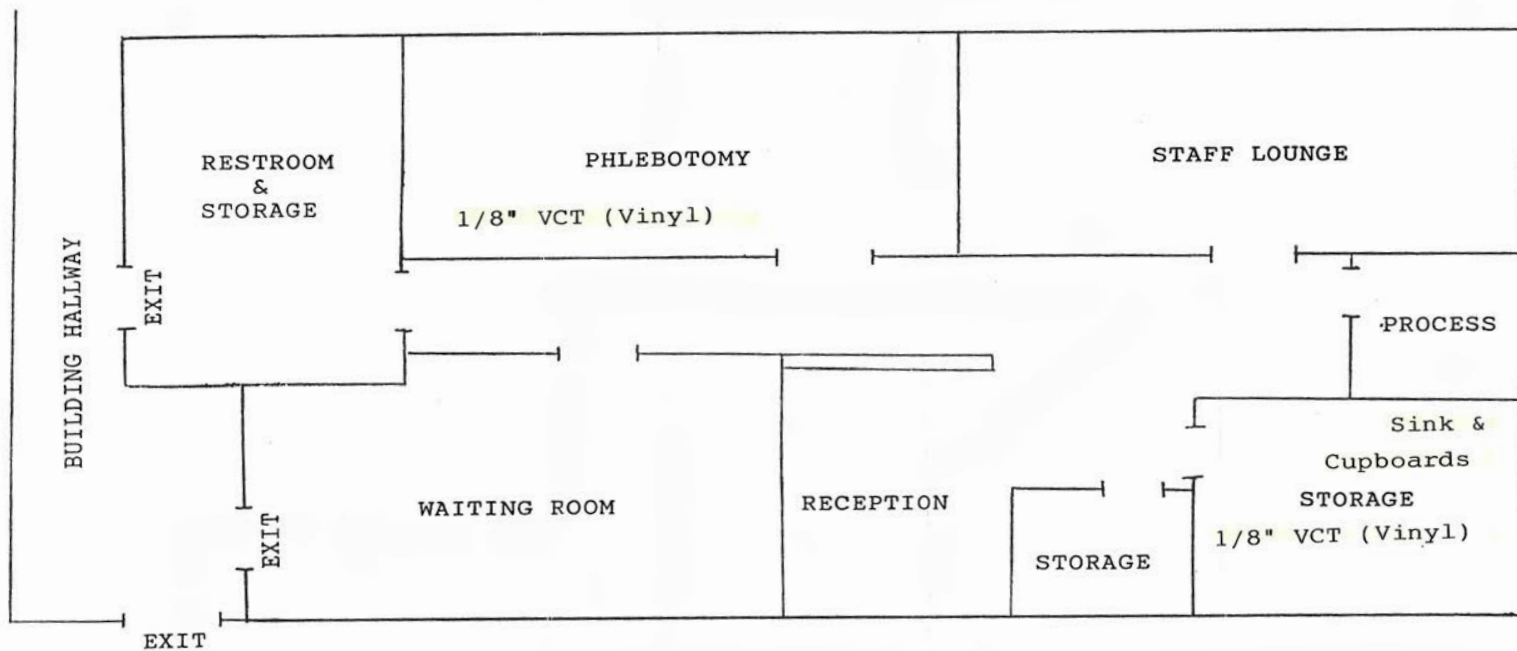 RESTROOM
&
STORAGE
PHLEBOTOMY
1/8" VCT (Vinyl)
STAFF LOUNGE
BUILDING HALLWAY
EXIT
PROCESS
Sink &
Cupboards
STORAGE
1/8" VCT (Vinyl)
WAITING ROOM
RECEPTION
EXIT
STORAGE
EXIT